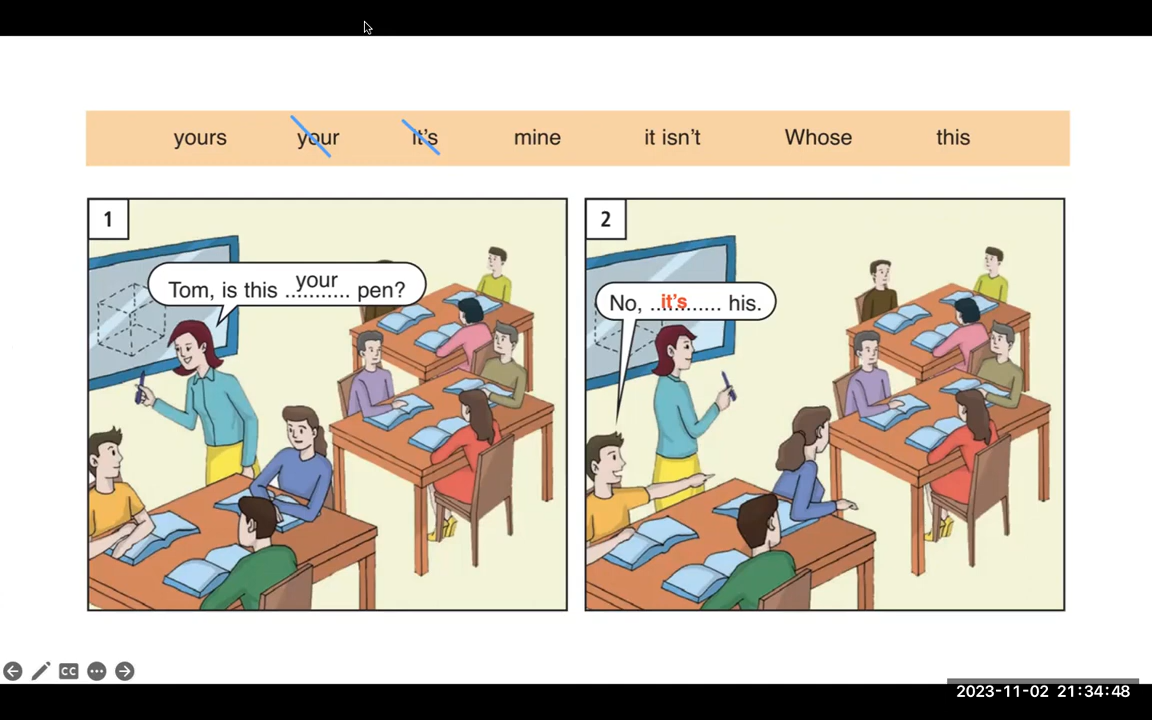 yours your it's mine it isn't Whose this
1
Tom, is this your ........... pen?
2
No, it's ............ his.
CC
2023-11-02 21:34:48